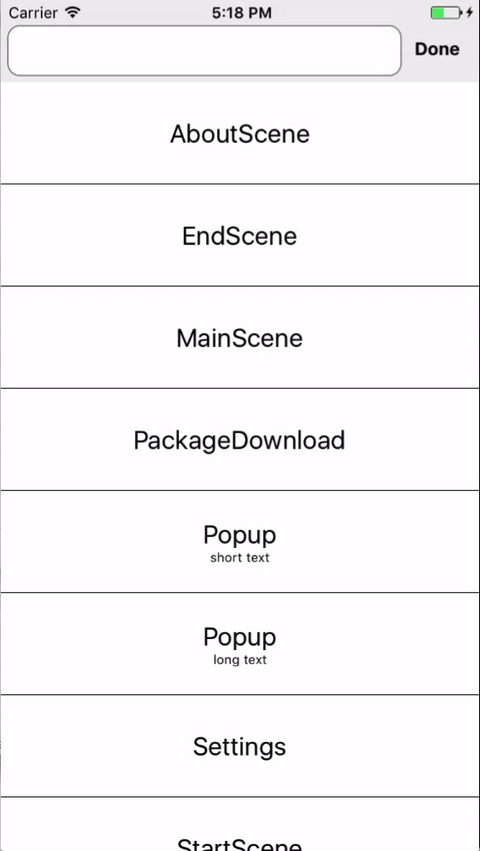 Carrier 5:18 PM
Done
AboutScene
EndScene
MainScene
PackageDownload
Popup
short text
Popup
long text
Settings
StartScene